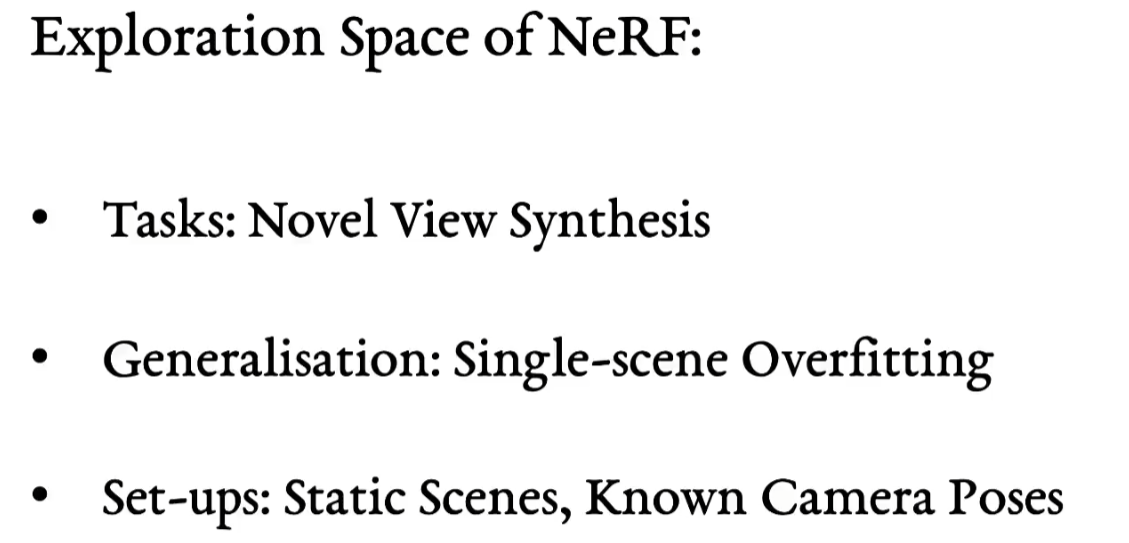 Exploration Space of NeRF:
• Tasks: Novel View Synthesis
• Generalisation: Single-scene Overfitting
• Set-ups: Static Scenes, Known Camera Poses